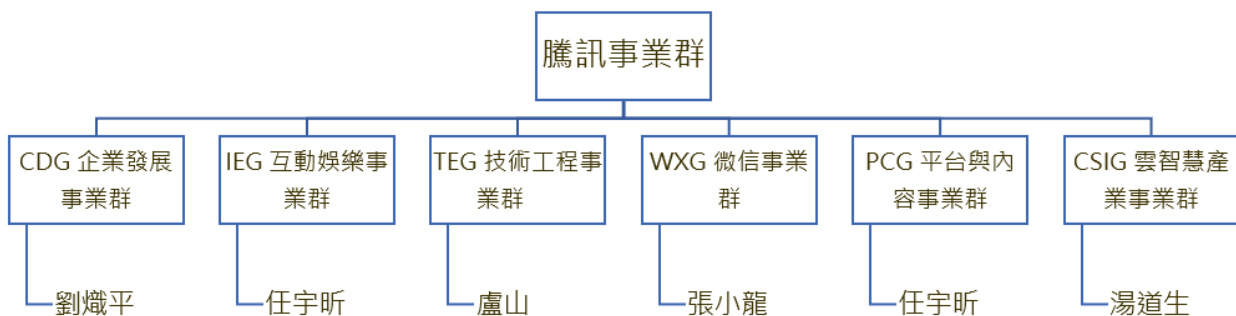 騰訊事業群
CDG 企業發展
事業群
IEG 互動娛樂事
業群
TEG 技術工程事
業群
WXG 微信事業
群
PCG 平台與內
容事業群
CSIG 雲智慧產
業事業群
劉熾平
任宇昕
盧山
張小龍
任宇昕
湯道生